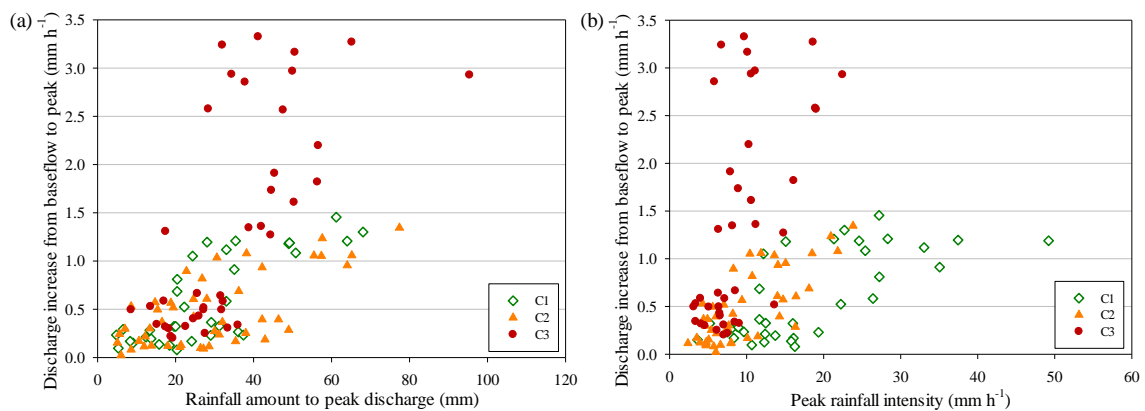 (a)
Discharge increase from baseflow to peak (mm h⁻¹)
3.5
3.0
2.5
2.0
1.5
1.0
0.5
0.0
0 20 40 60 80 100 120
Rainfall amount to peak discharge (mm)
C1
C2
C3
(b)
Discharge increase from baseflow to peak (mm h⁻¹)
3.5
3.0
2.5
2.0
1.5
1.0
0.5
0.0
0 10 20 30 40 50 60
Peak rainfall intensity (mm h⁻¹)
C1
C2
C3